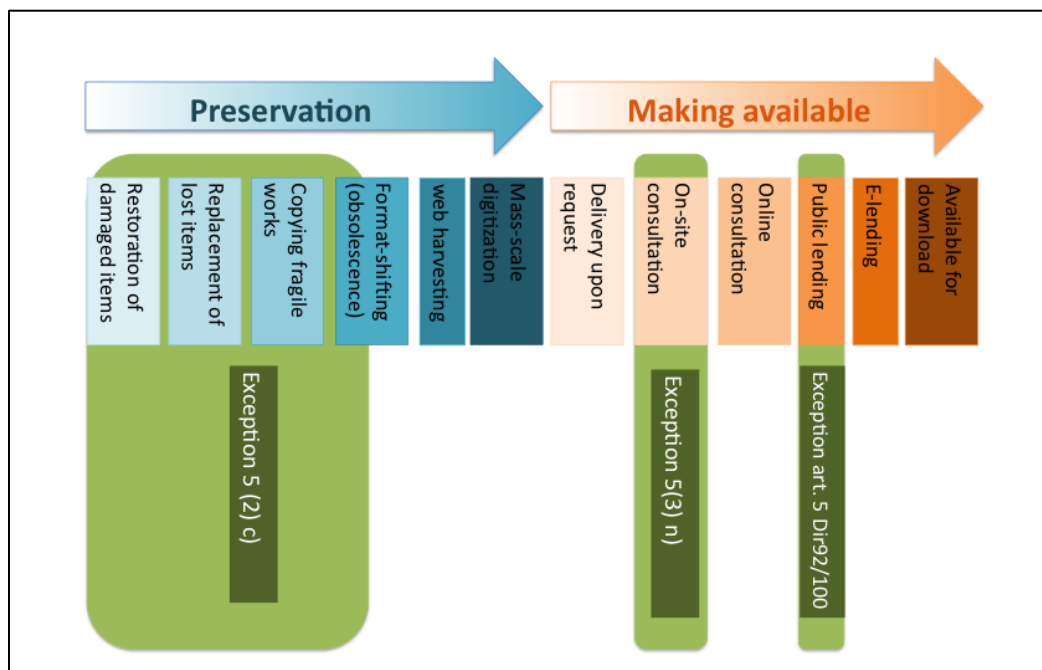 Preservation
Making available
Restoration of
damaged items
Replacement of
lost items
Copying fragile
works
Format-shifting
(obsolescence)
web harvesting
Mass-scale
digitization
Delivery upon
request
On-site
consultation
Online
consultation
Public lending
E-lending
Available for
download
Exception 5 (2) c)
Exception 5(3) n)
Exception art. 5 Dir92/100